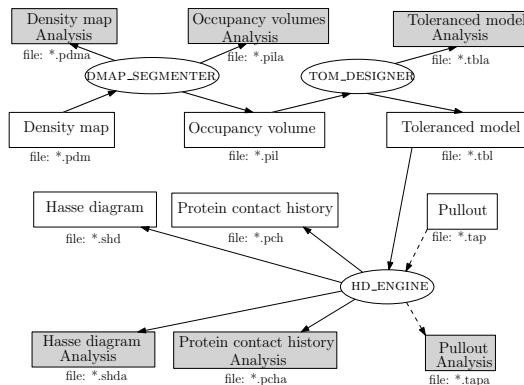 Density map
Analysis
file: *.pdma
Occupancy volumes
Analysis
file: *.pila
Toleranced model
Analysis
file: *.tbla
DMAP_SEGMENTER
TOM_DESIGNER
Density map
file: *.pdm
Occupancy volume
file: *.pil
Toleranced model
file: *.tbl
Hasse diagram
file: *.shd
Protein contact history
file: *.pch
Pullout
file: *.tap
HD_ENGINE
Hasse diagram
Analysis
file: *.shda
Protein contact history
Analysis
file: *.pcha
Pullout
Analysis
file: *.tapa